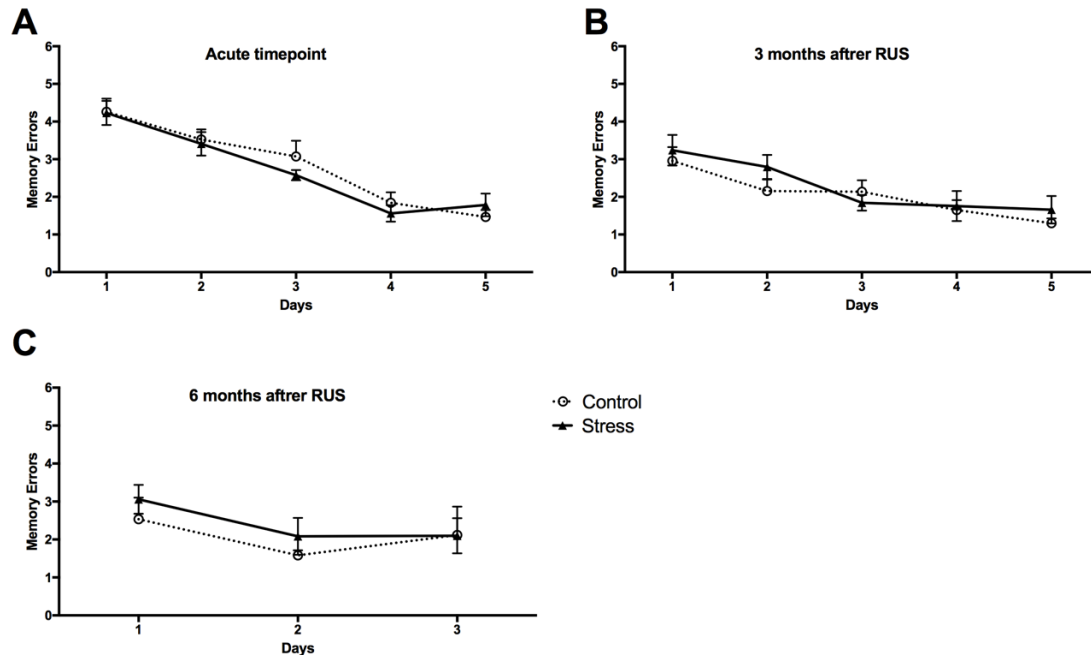 A
Acute timepoint
6
5
4
3
2
1
0
Memory Errors
1 2 3 4 5
Days
B
3 months aftrer RUS
6
5
4
3
2
1
0
Memory Errors
1 2 3 4 5
Days
C
6 months aftrer RUS
6
5
4
3
2
1
0
Memory Errors
1 2 3
Days
Control
Stress